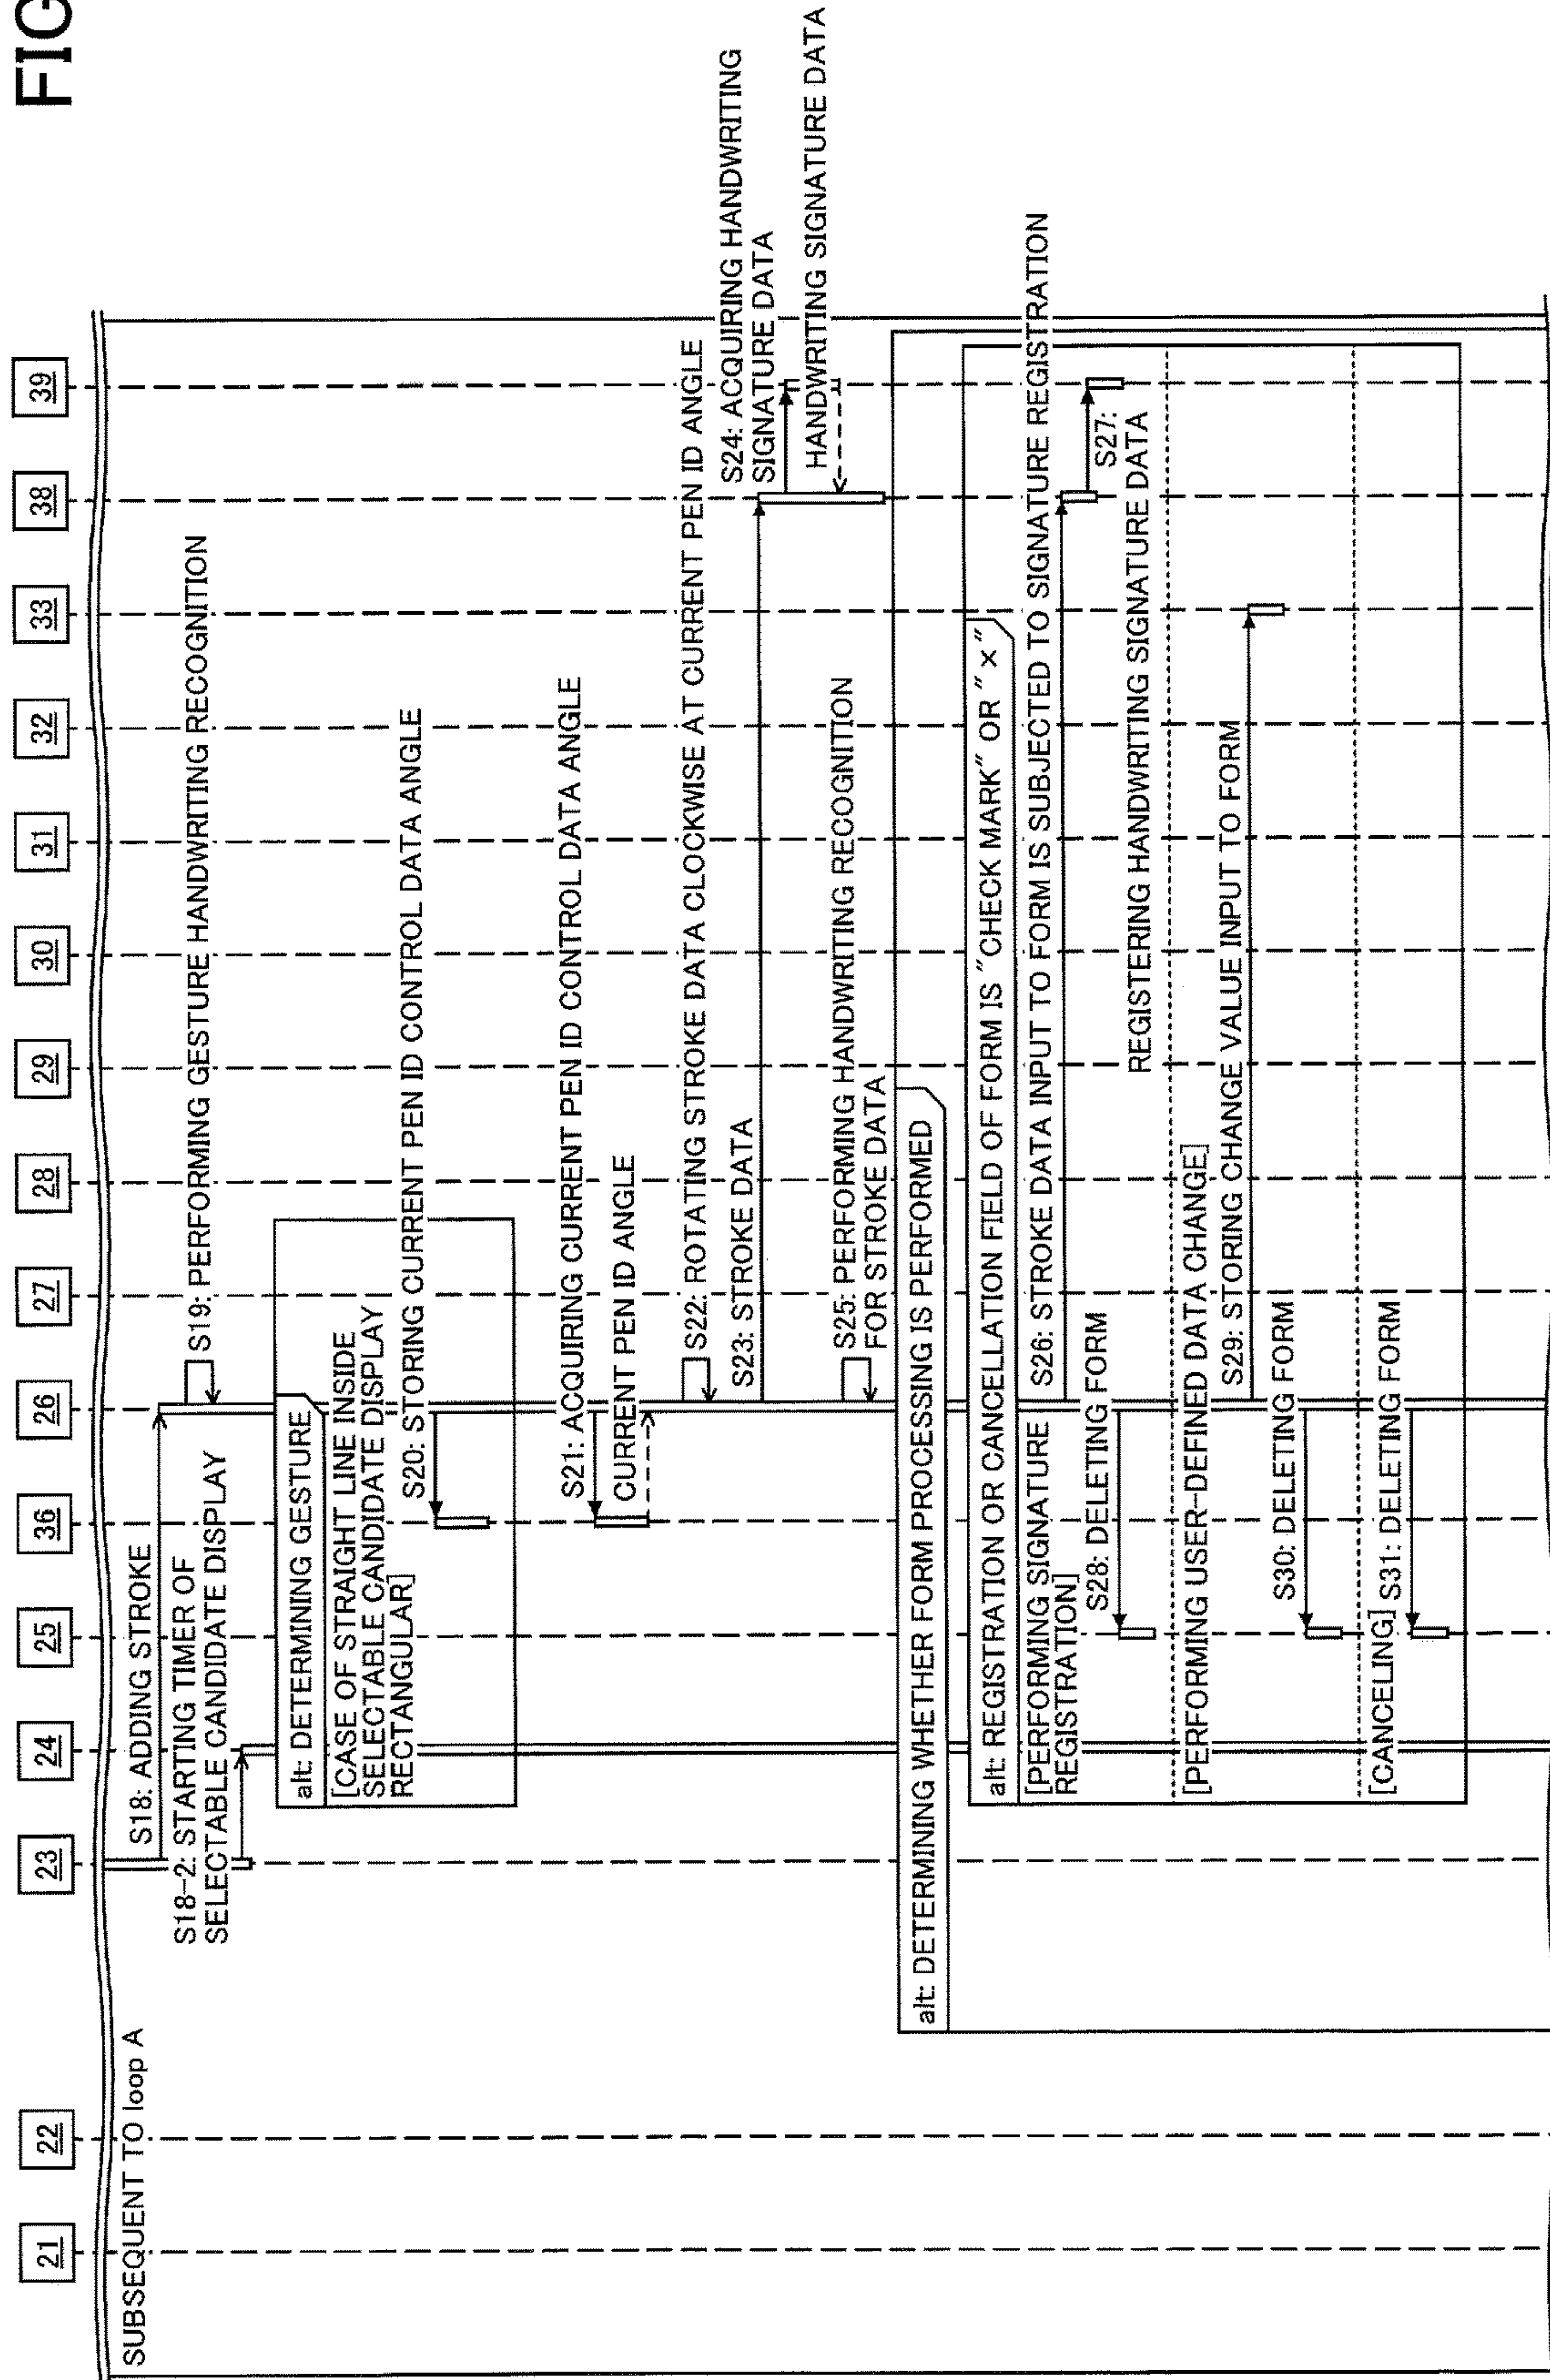 FIG
21
22
23
24
25
36
26
27
28
29
30
31
32
33
38
39
SUBSEQUENT TO loop A
S18: ADDING STROKE
S18-2: STARTING TIMER OF
SELECTABLE CANDIDATE DISPLAY
S19: PERFORMING GESTURE HANDWRITING RECOGNITION
alt: DETERMINING GESTURE
[CASE OF STRAIGHT LINE INSIDE
SELECTABLE CANDIDATE DISPLAY
RECTANGULAR]
S20: STORING CURRENT PEN ID CONTROL DATA ANGLE
S21: ACQUIRING CURRENT PEN ID CONTROL DATA ANGLE
CURRENT PEN ID ANGLE
S22: ROTATING STROKE DATA CLOCKWISE AT CURRENT PEN ID ANGLE
S23: STROKE DATA
S24: ACQUIRING HANDWRITING
SIGNATURE DATA
HANDWRITING SIGNATURE DATA
S25: PERFORMING HANDWRITING RECOGNITION
FOR STROKE DATA
alt: DETERMINING WHETHER FORM PROCESSING IS PERFORMED
alt: REGISTRATION OR CANCELLATION FIELD OF FORM IS "CHECK MARK" OR "×"
[PERFORMING SIGNATURE
REGISTRATION]
S26: STROKE DATA INPUT TO FORM IS SUBJECTED TO SIGNATURE REGISTRATION
S27:
REGISTERING HANDWRITING SIGNATURE DATA
S28: DELETING FORM
[PERFORMING USER-DEFINED DATA CHANGE]
S29: STORING CHANGE VALUE INPUT TO FORM
S30: DELETING FORM
[CANCELING]
S31: DELETING FORM